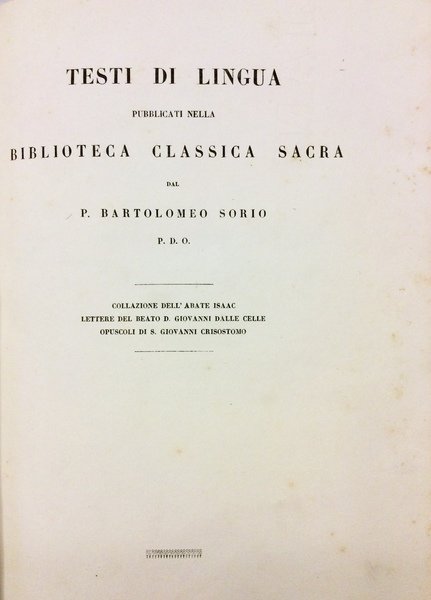 TESTI DI LINGUA
PUBBLICATI NELLA
BIBLIOTECA CLASSICA SACRA
DAL
P. BARTOLOMEO SORIO
P. D. O.
COLLAZIONE DELL'ABATE ISAAC
LETTERE DEL BEATO D. GIOVANNI DALLE CELLE
OPUSCOLI DI S. GIOVANNI CRISOSTOMO